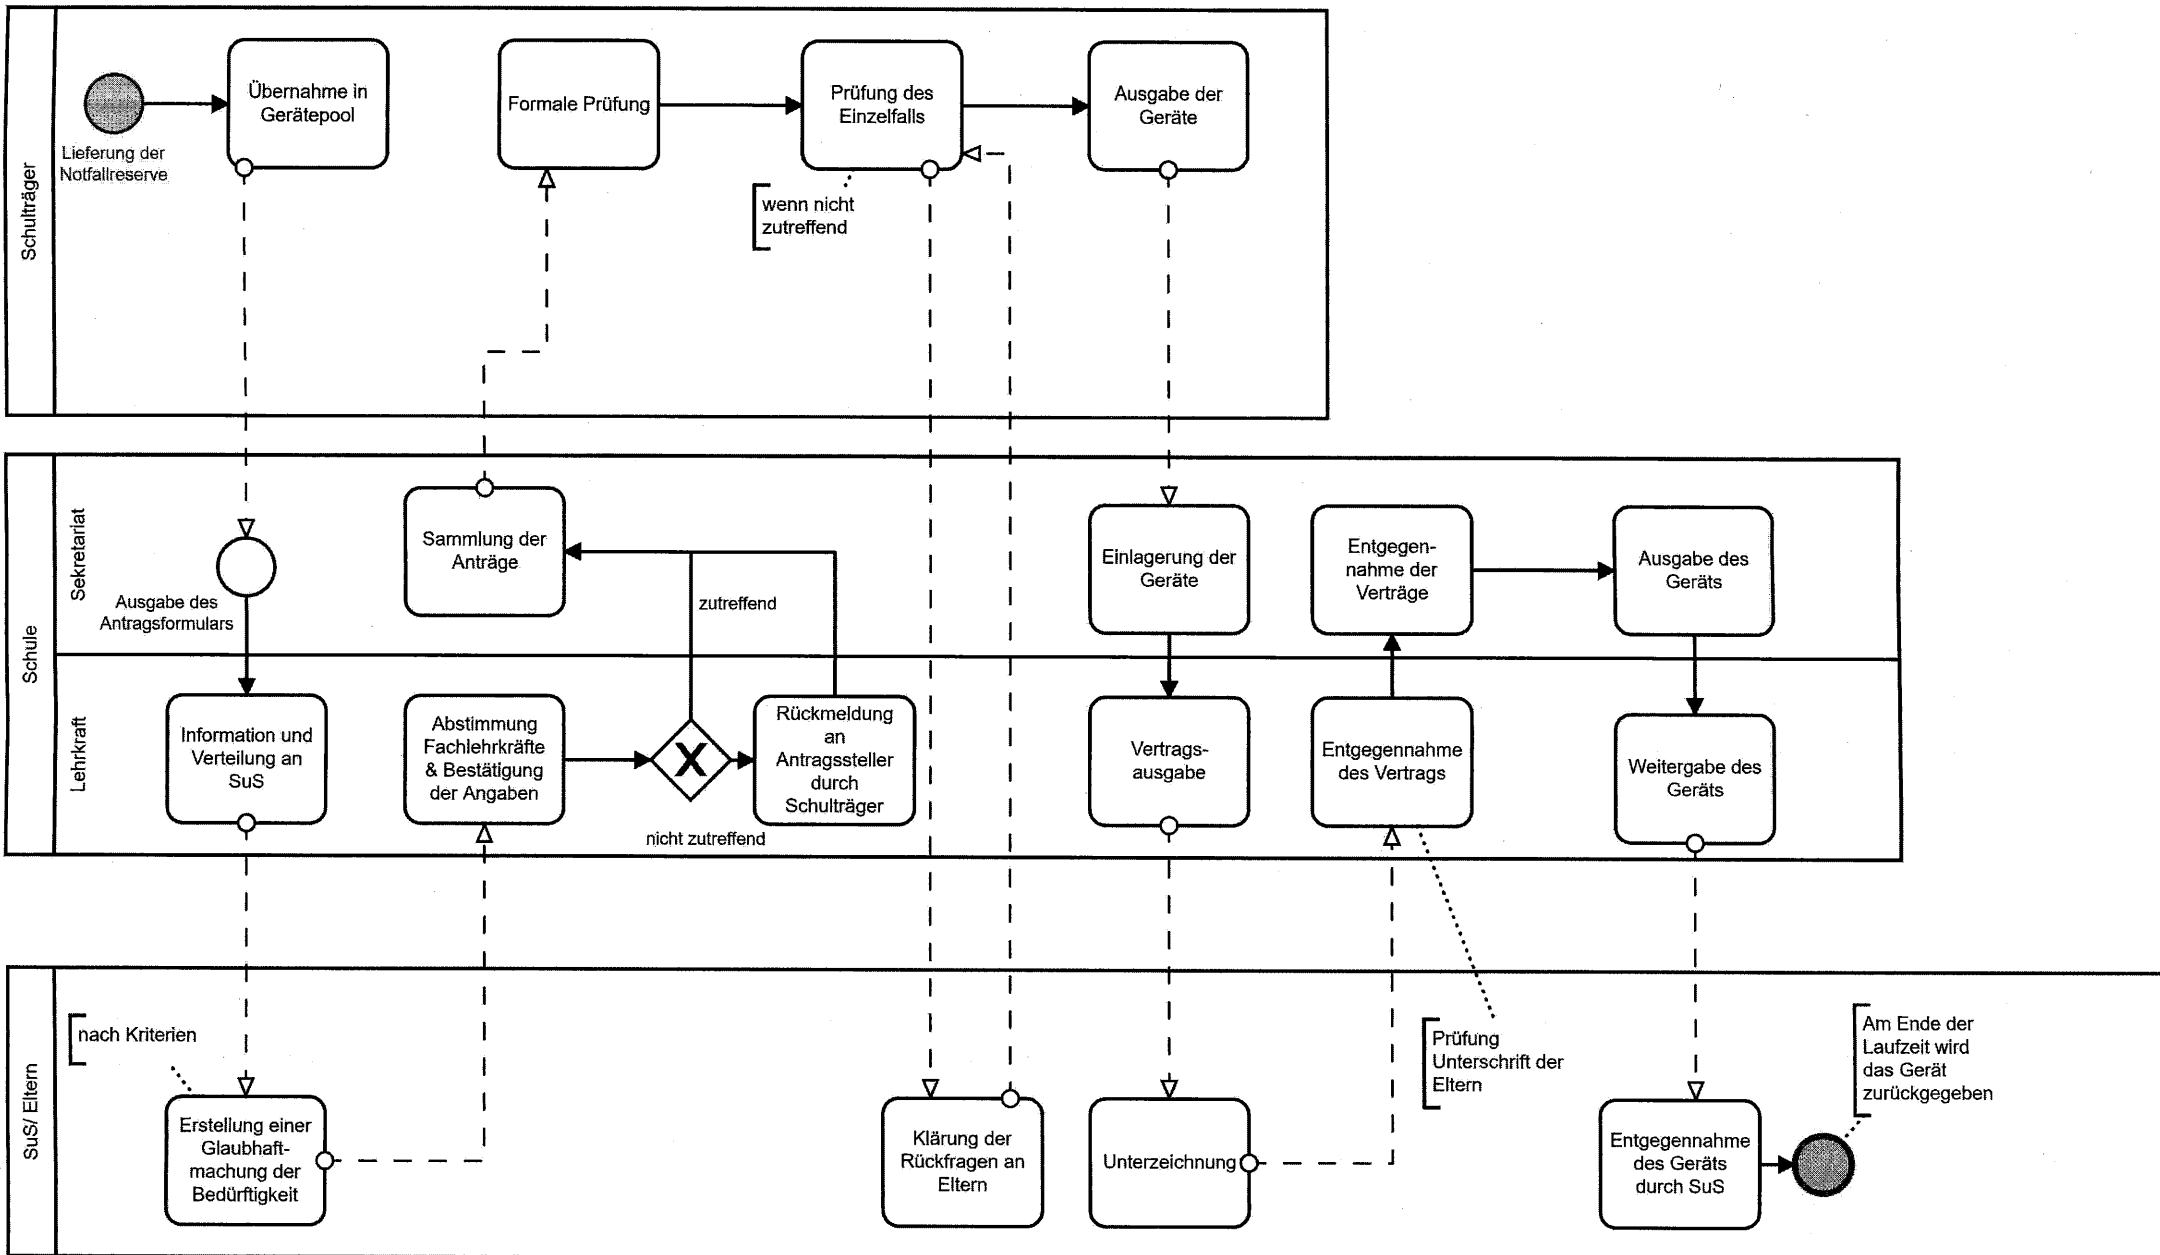 Schulträger
Lieferung der
Notfallreserve
Übernahme in
Gerätepool
Formale Prüfung
Prüfung des
Einzelfalls
wenn nicht
zutreffend
Ausgabe der
Geräte
Schule
Sekretariat
Ausgabe des
Antragsformulars
Sammlung der
Anträge
zutreffend
Einlagerung der
Geräte
Entgegen-
nahme der
Verträge
Ausgabe des
Geräts
Lehrkraft
Information und
Verteilung an
SuS
Abstimmung
Fachlehrkräfte
& Bestätigung
der Angaben
X
nicht zutreffend
Rückmeldung
an
Antragssteller
durch
Schulträger
Vertrags-
ausgabe
Entgegennahme
des Vertrags
Weitergabe des
Geräts
SuS/ Eltern
nach Kriterien
Erstellung einer
Glaubhaft-
machung der
Bedürftigkeit
Klärung der
Rückfragen an
Eltern
Unterzeichnung
Prüfung
Unterschrift der
Eltern
Entgegennahme
des Geräts
durch SuS
Am Ende der
Laufzeit wird
das Gerät
zurückgegeben